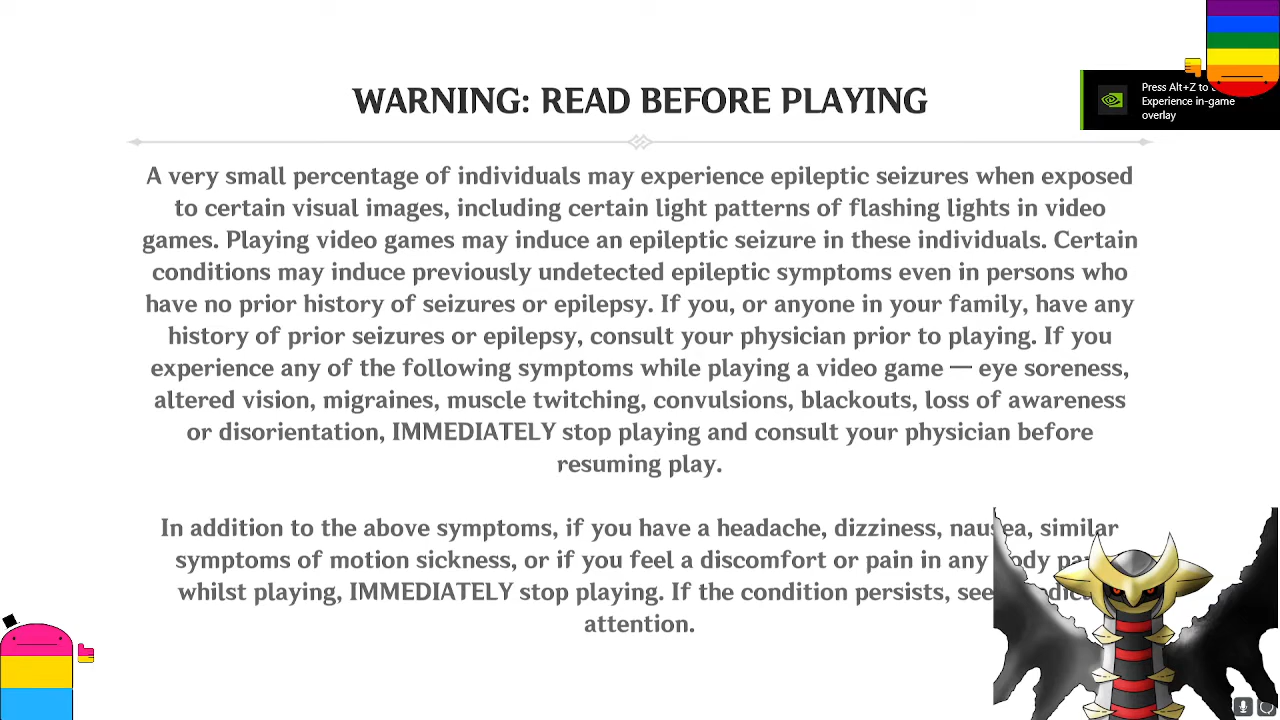 WARNING: READ BEFORE PLAYING
Press Alt+Z to
Experience in-game
overlay
A very small percentage of individuals may experience epileptic seizures when exposed
to certain visual images, including certain light patterns of flashing lights in video
games. Playing video games may induce an epileptic seizure in these individuals. Certain
conditions may induce previously undetected epileptic symptoms even in persons who
have no prior history of seizures or epilepsy. If you, or anyone in your family, have any
history of prior seizures or epilepsy, consult your physician prior to playing. If you
experience any of the following symptoms while playing a video game — eye soreness,
altered vision, migraines, muscle twitching, convulsions, blackouts, loss of awareness
or disorientation, IMMEDIATELY stop playing and consult your physician before
resuming play.
In addition to the above symptoms, if you have a headache, dizziness, nausea, similar
symptoms of motion sickness, or if you feel a discomfort or pain in any
whilst playing, IMMEDIATELY stop playing. If the condition persists,
attention.